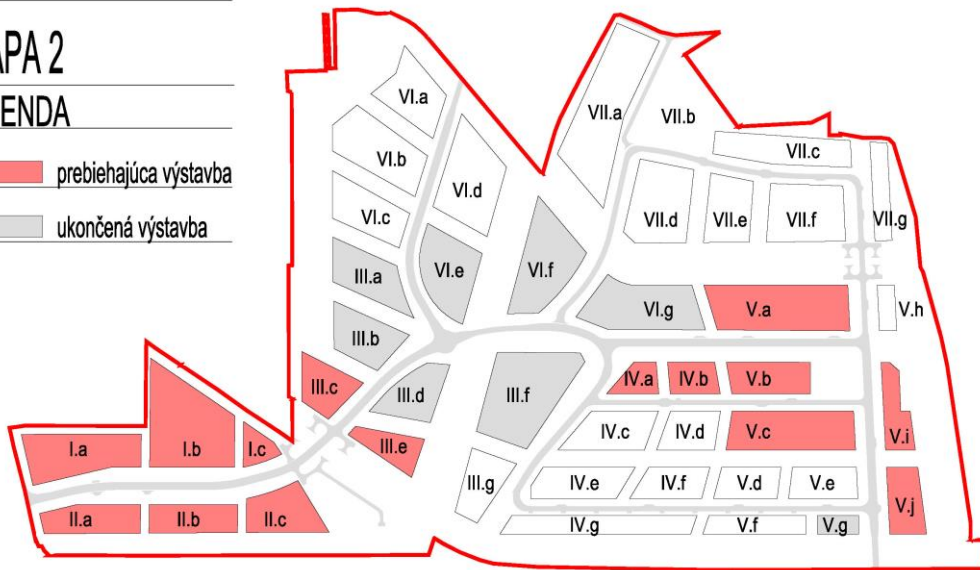 APA 2
ENDA
prebiehajúca výstavba
ukončená výstavba
VI.a
VI.b
VI.c
VI.d
VI.e
VI.f
VI.g
VII.a
VII.b
VII.c
VII.d
VII.e
VII.f
VII.g
III.a
III.b
III.c
III.d
III.e
III.f
III.g
V.a
V.h
IV.a
IV.b
V.b
IV.c
IV.d
V.c
V.i
IV.e
IV.f
V.d
V.e
V.j
IV.g
V.f
V.g
I.a
I.b
I.c
II.a
II.b
II.c